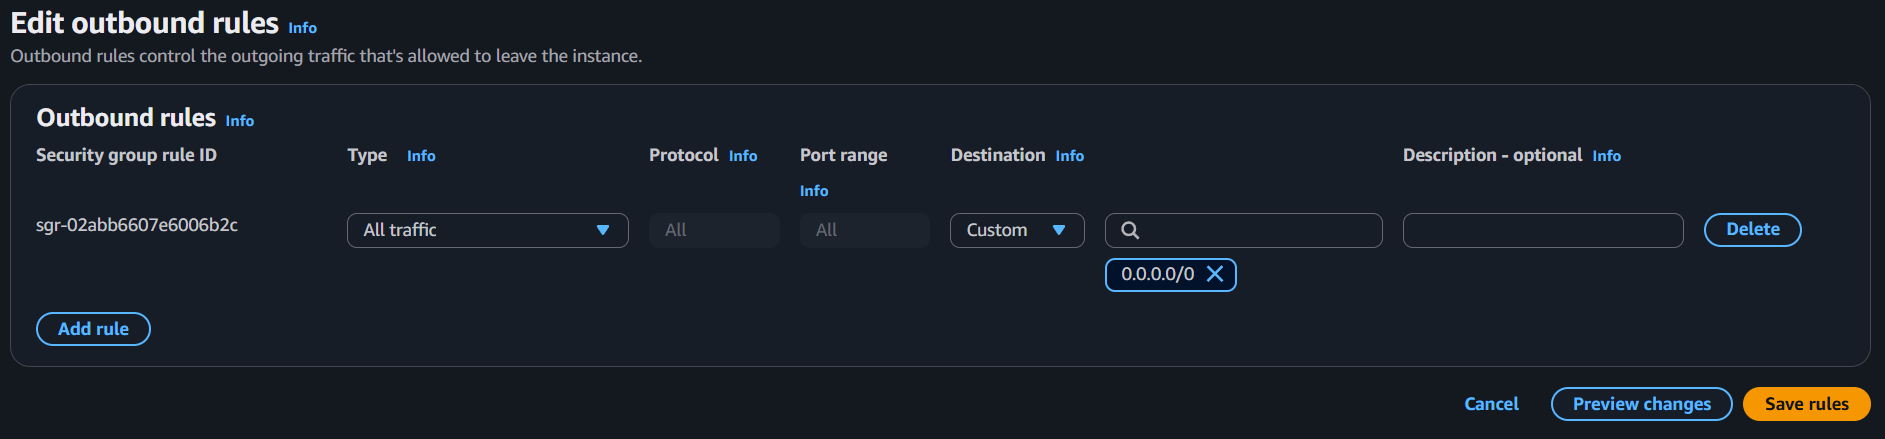 Edit outbound rules Info
Outbound rules control the outgoing traffic that's allowed to leave the instance.
Outbound rules Info
Security group rule ID Type Info Protocol Info Port range Info Destination Info Description - optional Info
sgr-02abb6607e6006b2c All traffic All All Custom Delete
0.0.0.0/0
Add rule
Cancel Preview changes Save rules